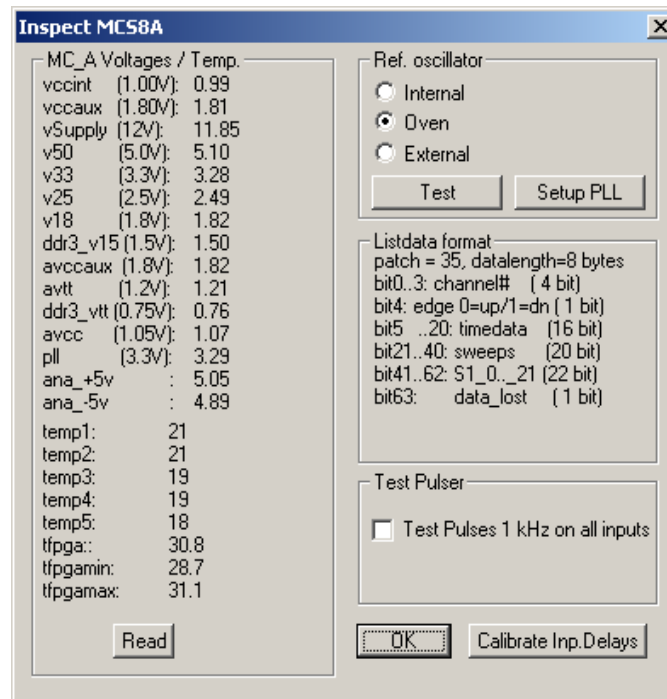 Inspect MCS8A
MC_A Voltages / Temp.
vccint (1.00V): 0.99
vccaux (1.80V): 1.81
vSupply (12V): 11.85
v50 (5.0V): 5.10
v33 (3.3V): 3.28
v25 (2.5V): 2.49
v18 (1.8V): 1.82
ddr3_v15 (1.5V): 1.50
avccaux (1.8V): 1.82
avtt (1.2V): 1.21
ddr3_vtt (0.75V): 0.76
avcc (1.05V): 1.07
pll (3.3V): 3.29
ana_+5v : 5.05
ana_-5v : 4.89
temp1: 21
temp2: 21
temp3: 19
temp4: 19
temp5: 18
tfpga:: 30.8
tfpgamin: 28.7
tfpgamax: 31.1
Read
Ref. oscillator
Internal
Oven
External
Test Setup PLL
Listdata format
patch = 35, datalength=8 bytes
bit0..3: channel# ( 4 bit)
bit4: edge 0=up/1=dn ( 1 bit)
bit5 ..20: timedata (16 bit)
bit21..40: sweeps (20 bit)
bit41..62: S1_0.._21 (22 bit)
bit63: data_lost ( 1 bit)
Test Pulser
Test Pulses 1 kHz on all inputs
OK Calibrate Inp.Delays